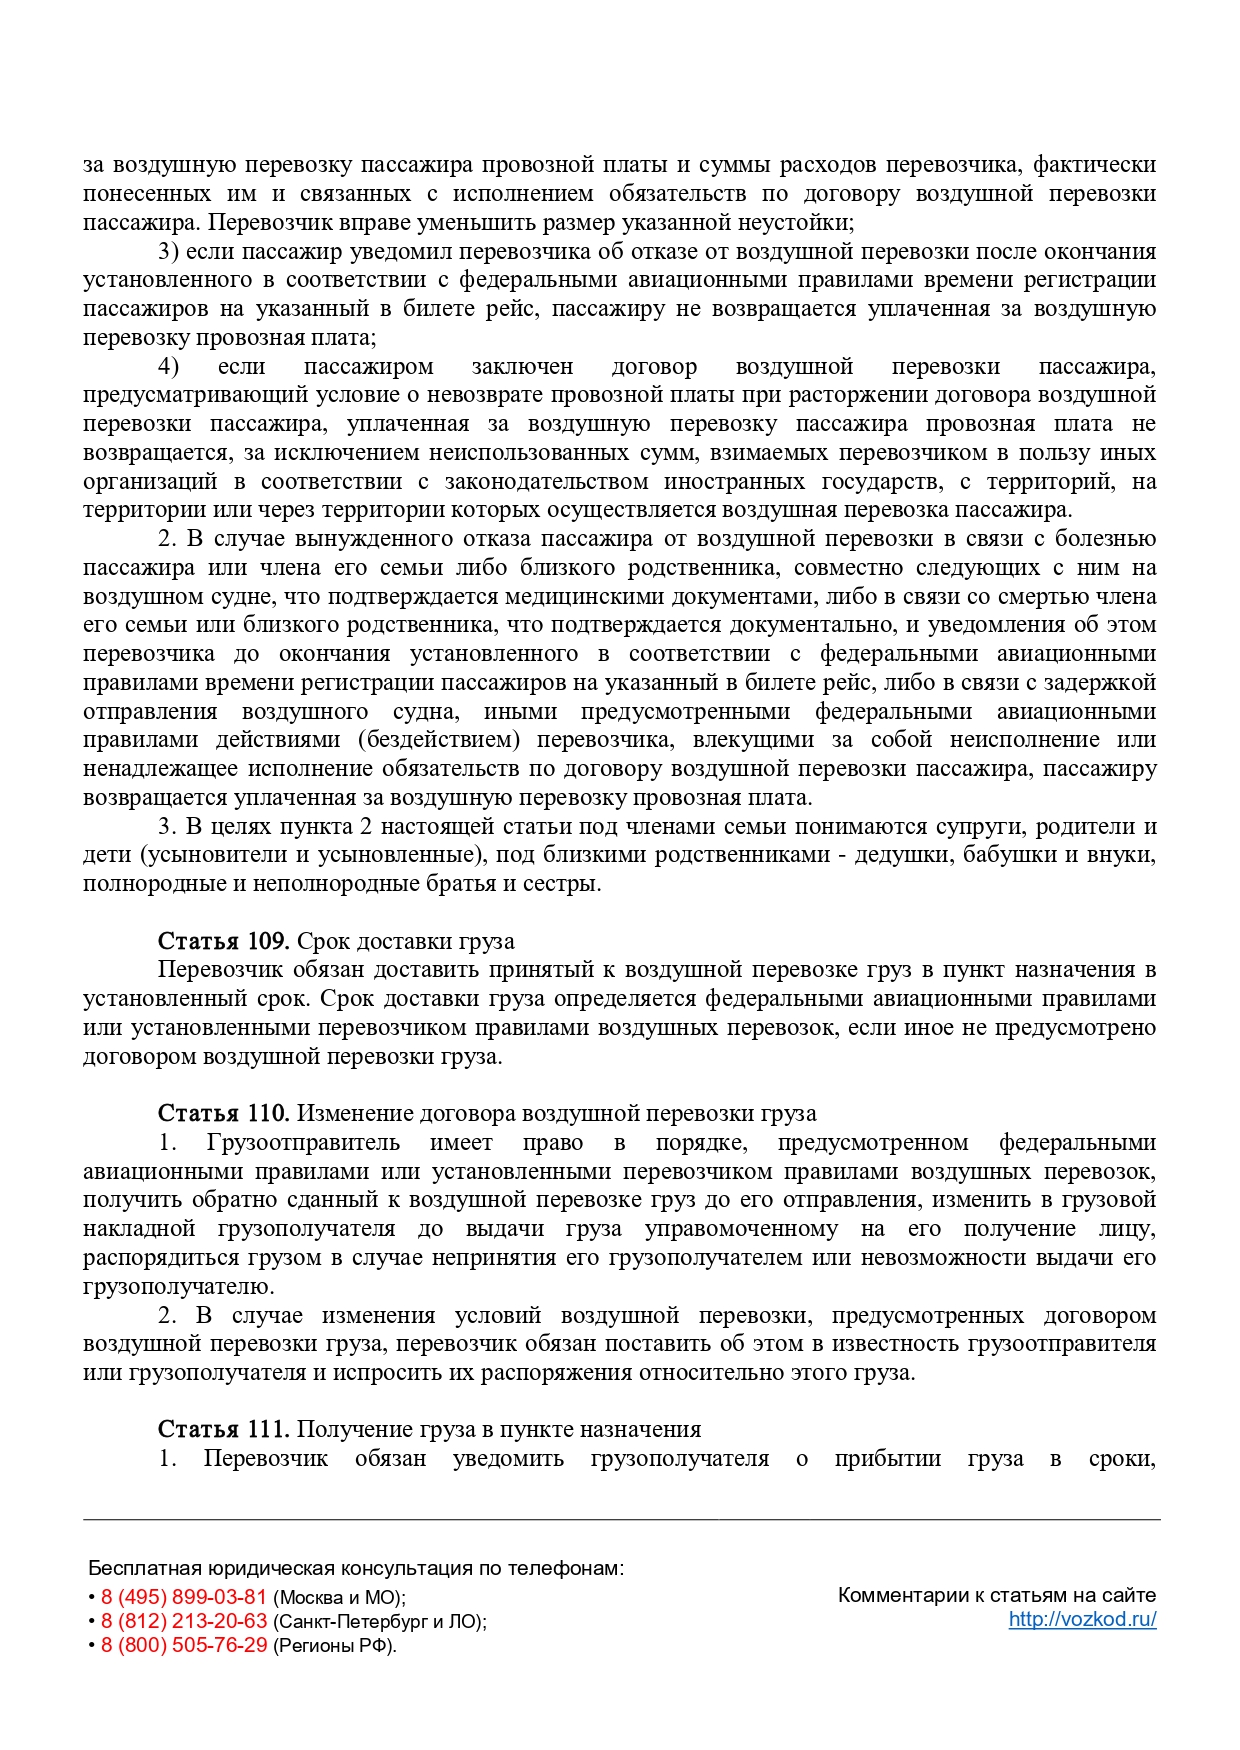 за воздушную перевозку пассажира провозной платы и суммы расходов перевозчика, фактически
понесенных им и связанных с исполнением обязательств по договору воздушной перевозки
пассажира. Перевозчик вправе уменьшить размер указанной неустойки;
3) если пассажир уведомил перевозчика об отказе от воздушной перевозки после окончания
установленного в соответствии с федеральными авиационными правилами времени регистрации
пассажиров на указанный в билете рейс, пассажиру не возвращается уплаченная за воздушную
перевозку провозная плата;
4) если пассажиром заключен договор воздушной перевозки пассажира,
предусматривающий условие о невозврате провозной платы при расторжении договора воздушной
перевозки пассажира, уплаченная за воздушную перевозку пассажира провозная плата не
возвращается, за исключением неиспользованных сумм, взимаемых перевозчиком в пользу иных
организаций в соответствии с законодательством иностранных государств, с территорий, на
территории или через территории которых осуществляется воздушная перевозка пассажира.
2. В случае вынужденного отказа пассажира от воздушной перевозки в связи с болезнью
пассажира или члена его семьи либо близкого родственника, совместно следующих с ним на
воздушном судне, что подтверждается медицинскими документами, либо в связи со смертью члена
его семьи или близкого родственника, что подтверждается документально, и уведомления об этом
перевозчика до окончания установленного в соответствии с федеральными авиационными
правилами времени регистрации пассажиров на указанный в билете рейс, либо в связи с задержкой
отправления воздушного судна, иными предусмотренными федеральными авиационными
правилами действиями (бездействием) перевозчика, влекущими за собой неисполнение или
ненадлежащее исполнение обязательств по договору воздушной перевозки пассажира, пассажиру
возвращается уплаченная за воздушную перевозку провозная плата.
3. В целях пункта 2 настоящей статьи под членами семьи понимаются супруги, родители и
дети (усыновители и усыновленные), под близкими родственниками - дедушки, бабушки и внуки,
полнородные и неполнородные братья и сестры.
Статья 109. Срок доставки груза
Перевозчик обязан доставить принятый к воздушной перевозке груз в пункт назначения в
установленный срок. Срок доставки груза определяется федеральными авиационными правилами
или установленными перевозчиком правилами воздушных перевозок, если иное не предусмотрено
договором воздушной перевозки груза.
Статья 110. Изменение договора воздушной перевозки груза
1. Грузоотправитель имеет право в порядке, предусмотренном федеральными
авиационными правилами или установленными перевозчиком правилами воздушных перевозок,
получить обратно сданный к воздушной перевозке груз до его отправления, изменить в грузовой
накладной грузополучателя до выдачи груза управомоченному на его получение лицу,
распорядиться грузом в случае непринятия его грузополучателем или невозможности выдачи его
грузополучателю.
2. В случае изменения условий воздушной перевозки, предусмотренных договором
воздушной перевозки груза, перевозчик обязан поставить об этом в известность грузоотправителя
или грузополучателя и испросить их распоряжения относительно этого груза.
Статья 111. Получение груза в пункте назначения
1. Перевозчик обязан уведомить грузополучателя о прибытии груза в сроки,
Бесплатная юридическая консультация по телефонам:
• 8 (495) 899-03-81 (Москва и МО);
• 8 (812) 213-20-63 (Санкт-Петербург и ЛО);
• 8 (800) 505-76-29 (Регионы РФ).
Комментарии к статьям на сайте
http://vozkod.ru/